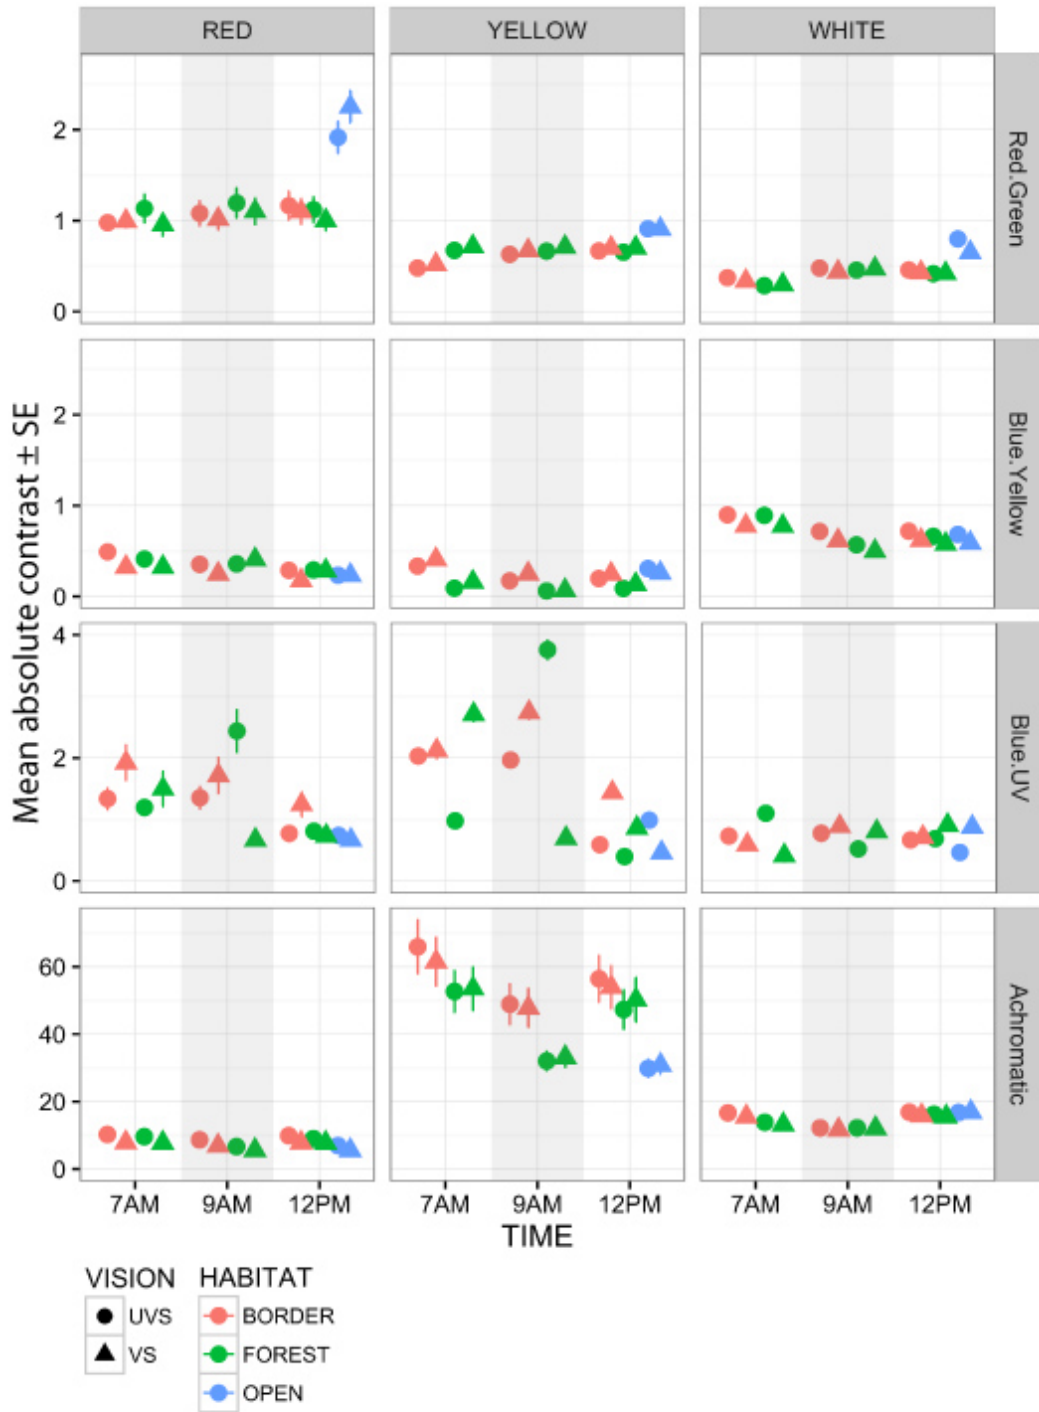 RED YELLOW WHITE
2
1
0
Red.Green
2
1
0
Blue.Yellow
4
2
0
Blue.UV
60
40
20
0
Achromatic
Mean absolute contrast ± SE
7AM 9AM 12PM 7AM 9AM 12PM 7AM 9AM 12PM
TIME
VISION HABITAT
UVS BORDER
VS FOREST
OPEN